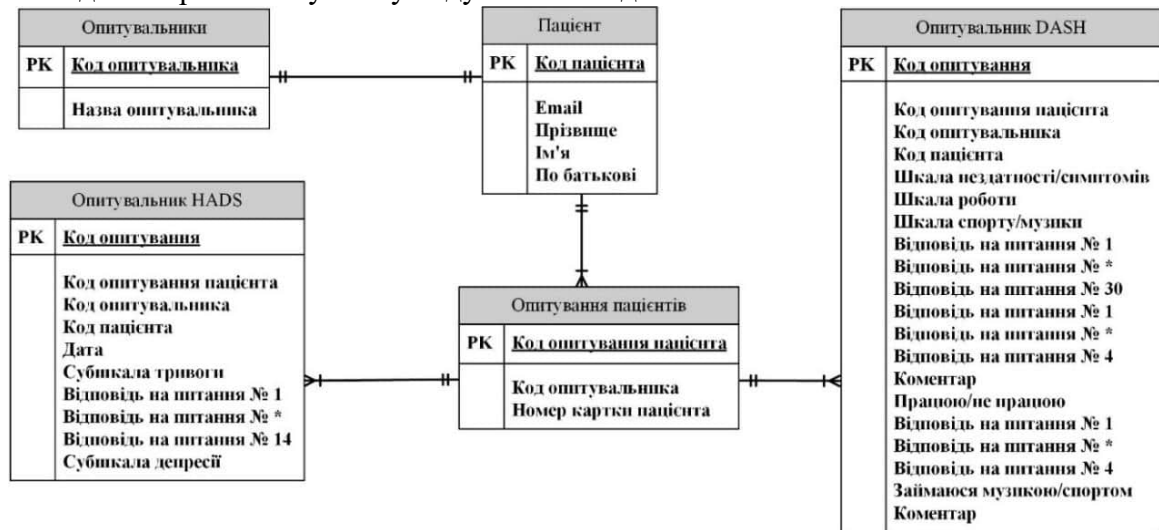 Опитувальники
PK Код опитувальника
Назва опитувальника
Пацієнт
PK Код пацієнта
Email
Прізвище
Ім'я
По батькові
Опитувальник HADS
PK Код опитування
Код опитування пацієнта
Код опитувальника
Код пацієнта
Дата
Субшкала тривоги
Відповідь на питання № 1
Відповідь на питання № *
Відповідь на питання № 14
Субшкала депресії
Опитування пацієнтів
PK Код опитування пацієнта
Код опитувальника
Номер картки пацієнта
Опитувальник DASH
PK Код опитування
Код опитування пацієнта
Код опитувальника
Код пацієнта
Шкала нездатності/симптомів
Шкала роботи
Шкала спорту/музики
Відповідь на питання № 1
Відповідь на питання № *
Відповідь на питання № 30
Відповідь на питання № 1
Відповідь на питання № *
Відповідь на питання № 4
Коментар
Працюю/не працюю
Відповідь на питання № 1
Відповідь на питання № *
Відповідь на питання № 4
Займаюся музикою/спортом
Коментар